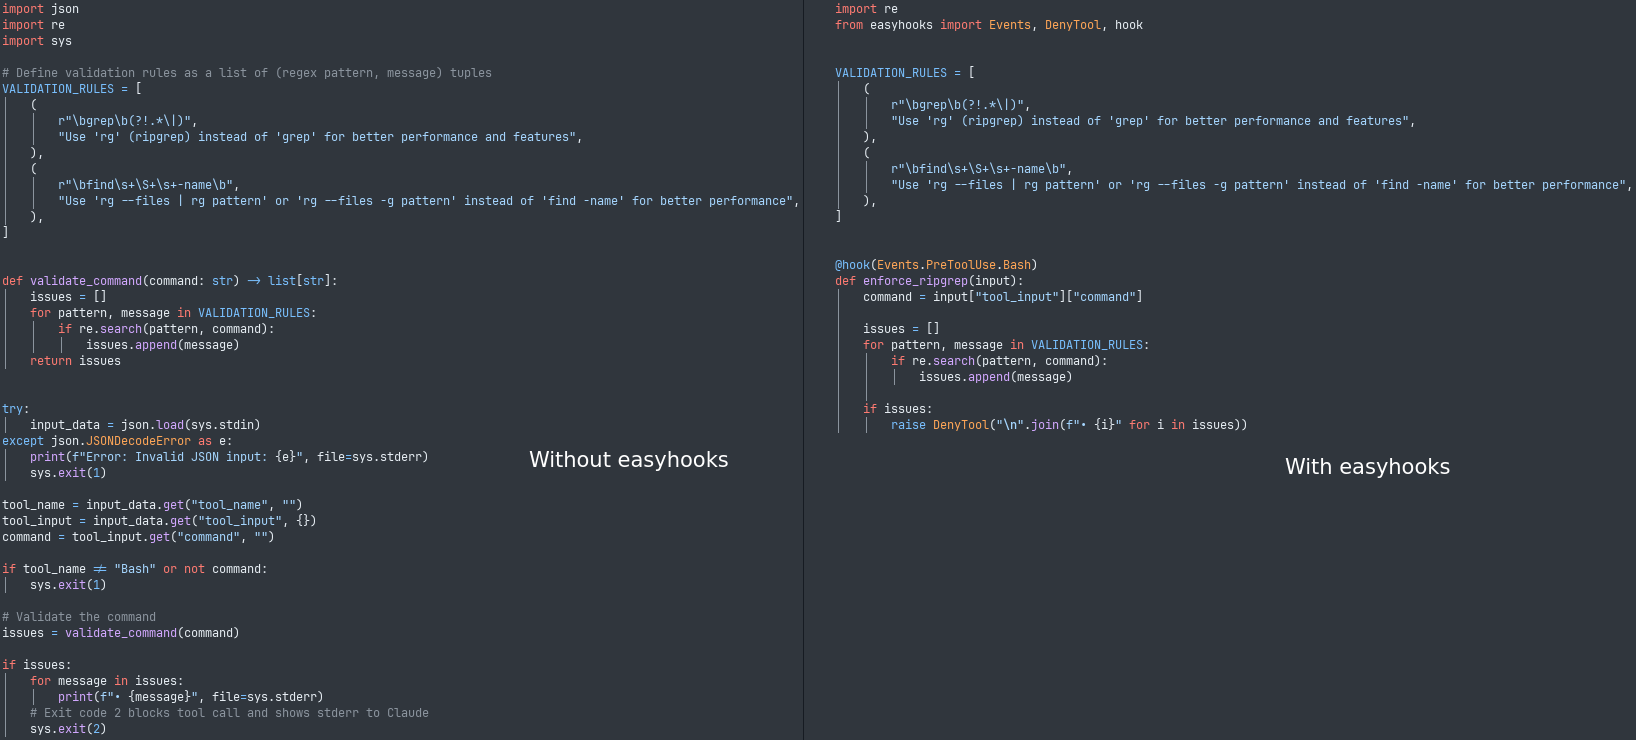 import json
import re
import sys

# Define validation rules as a list of (regex pattern, message) tuples
VALIDATION_RULES = [
    (
        r"\bgrep\b(?!.*\|)",
        "Use 'rg' (ripgrep) instead of 'grep' for better performance and features",
    ),
    (
        r"\bfind\s+\S+\s+-name\b",
        "Use 'rg --files | rg pattern' or 'rg --files -g pattern' instead of 'find -name' for better performance",
    ),
]

def validate_command(command: str) -> list[str]:
    issues = []
    for pattern, message in VALIDATION_RULES:
        if re.search(pattern, command):
            issues.append(message)
    return issues

try:
    input_data = json.load(sys.stdin)
except json.JSONDecodeError as e:
    print(f"Error: Invalid JSON input: {e}", file=sys.stderr)
    sys.exit(1)

tool_name = input_data.get("tool_name", "")
tool_input = input_data.get("tool_input", {})
command = tool_input.get("command", "")

if tool_name != "Bash" or not command:
    sys.exit(1)

# Validate the command
issues = validate_command(command)

if issues:
    for message in issues:
        print(f"• {message}", file=sys.stderr)
    # Exit code 2 blocks tool call and shows stderr to Claude
    sys.exit(2)

Without easyhooks

import re
from easyhooks import Events, DenyTool, hook

VALIDATION_RULES = [
    (
        r"\bgrep\b(?!.*\|)",
        "Use 'rg' (ripgrep) instead of 'grep' for better performance and features",
    ),
    (
        r"\bfind\s+\S+\s+-name\b",
        "Use 'rg --files | rg pattern' or 'rg --files -g pattern' instead of 'find -name' for better performance",
    ),
]

@hook(Events.PreToolUse.Bash)
def enforce_ripgrep(input):
    command = input["tool_input"]["command"]

    issues = []
    for pattern, message in VALIDATION_RULES:
        if re.search(pattern, command):
            issues.append(message)

    if issues:
        raise DenyTool("\n".join(f"• {i}" for i in issues))

With easyhooks